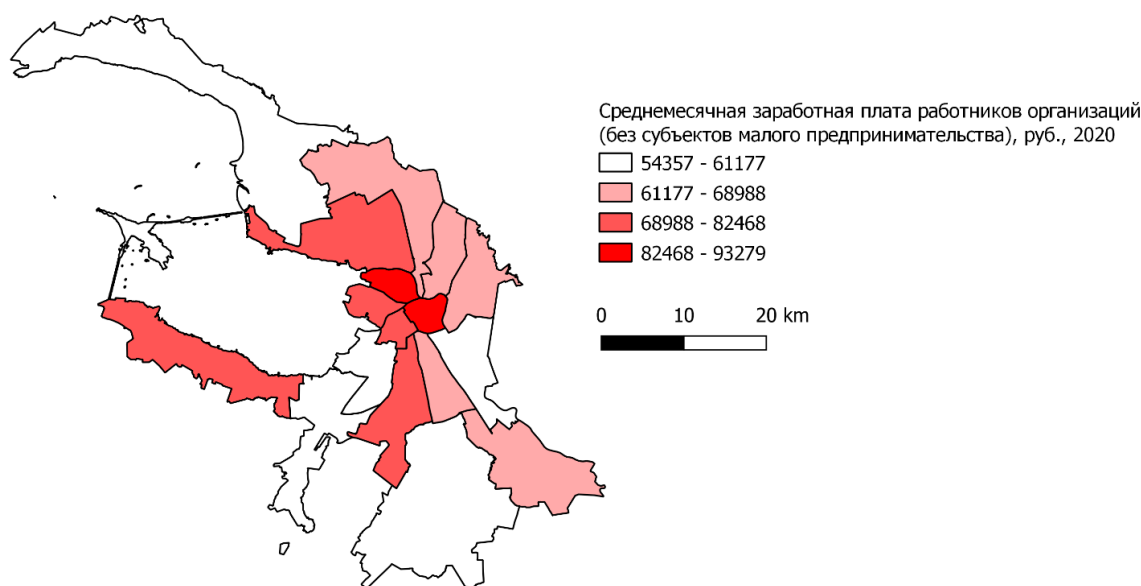 Среднемесячная заработная плата работников организаций
(без субъектов малого предпринимательства), руб., 2020
54357 - 61177
61177 - 68988
68988 - 82468
82468 - 93279
0 10 20 km